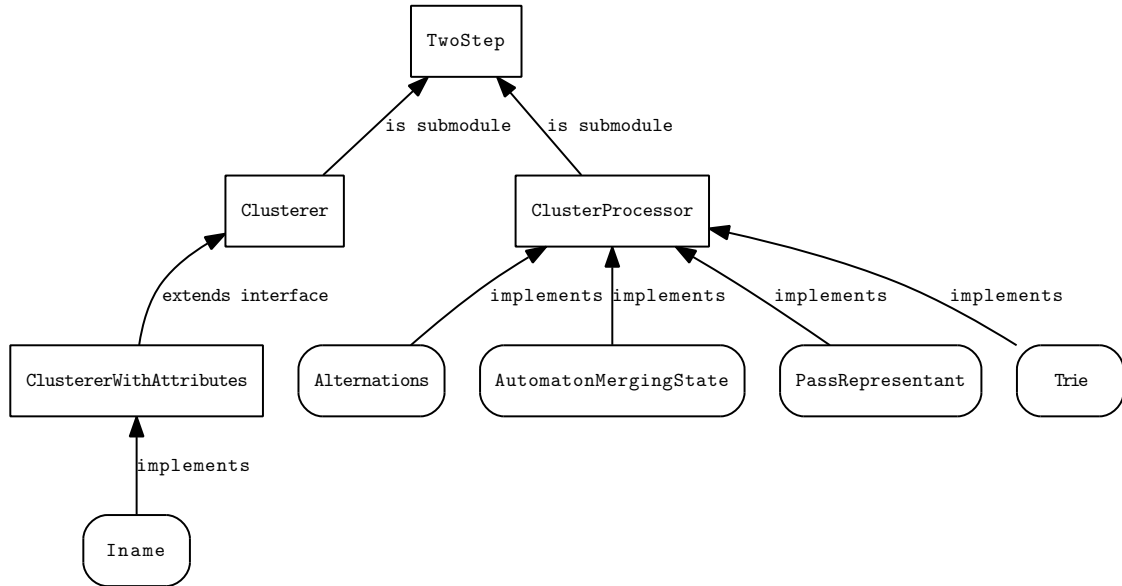 TwoStep
is submodule
is submodule
Clusterer
ClusterProcessor
extends interface
implements
implements
implements
implements
ClustererWithAttributes
Alternations
AutomatonMergingState
PassRepresentant
Trie
implements
Iname